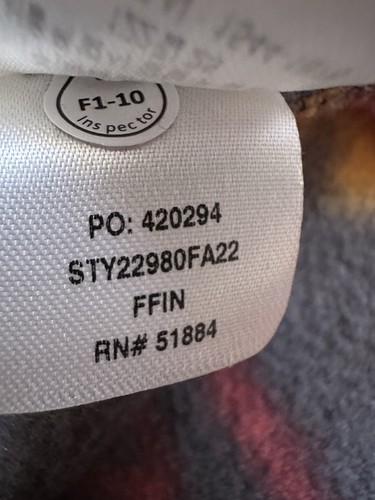 F1-10
Inspector
PO: 420294
STY22980FA22
FFIN
RN# 51884